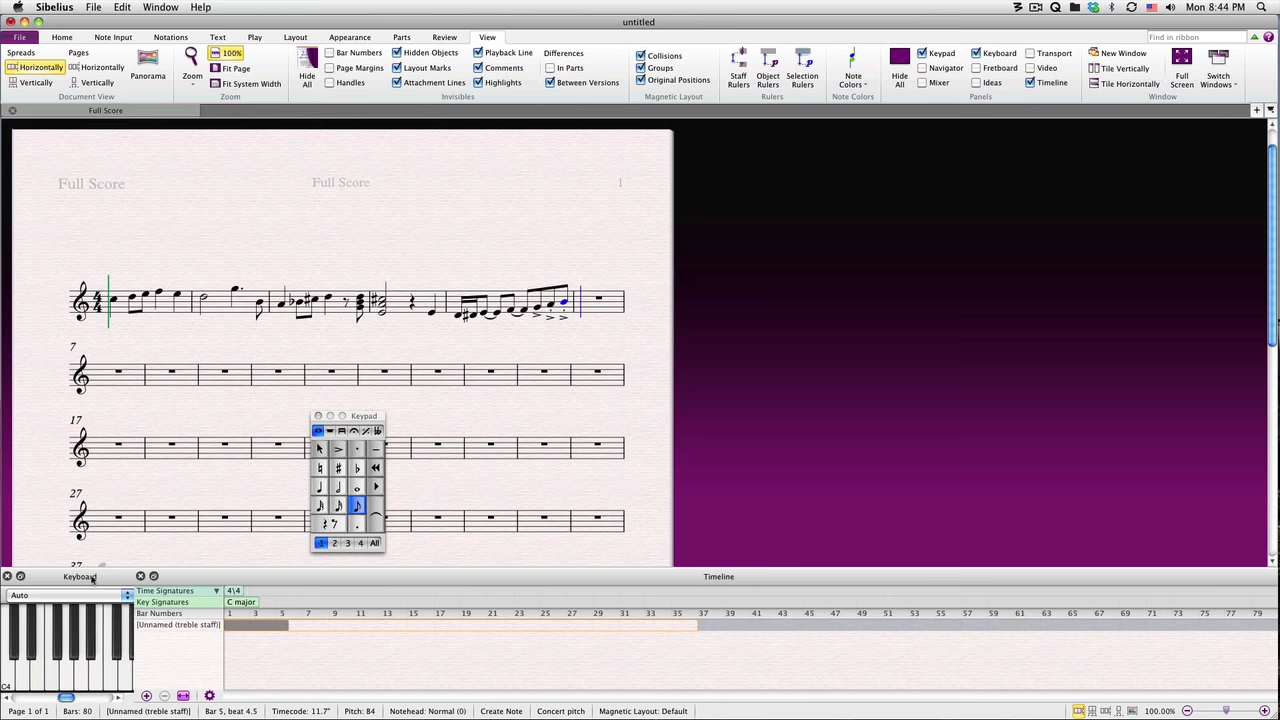 Sibelius File Edit Window Help Mon 8:44 PM
untitled
File Home Note Input Notations Text Play Layout Appearance Parts Review View Find in ribbon
Spreads Pages 100% Bar Numbers Hidden Objects Playback Line Differences Collisions Keypad Keyboard Transport New Window
Horizontally Horizontally Fit Page Page Margins Layout Marks Comments In Parts Groups Navigator Fretboard Video Tile Vertically
Vertically Vertically Panorama Zoom Fit System Width Hide All Handles Attachment Lines Highlights Between Versions Original Positions Staff Rulers Object Rulers Selection Rulers Note Colors Hide All Mixer Ideas Timeline Tile Horizontally Full Screen Switch Windows
Document View Zoom Invisibles Magnetic Layout Rulers Note Colors Panels Window
Full Score
Full Score Full Score 1
4 4
7
17
Keypad
27
1 2 3 4 All
37
Keyboard Timeline
Auto Time Signatures 4\4
Key Signatures C major
Bar Numbers 1 3 5 7 9 11 13 15 17 19 21 23 25 27 29 31 33 35 37 39 41 43 45 47 49 51 53 55 57 59 61 63 65 67 69 71 73 75 77 79
[Unnamed (treble staff)]
C4
Page 1 of 1 Bars: 80 [Unnamed (treble staff)] Bar 5, beat 4.5 Timecode: 11.7" Pitch: B4 Notehead: Normal (0) Create Note Concert pitch Magnetic Layout: Default 100.00%